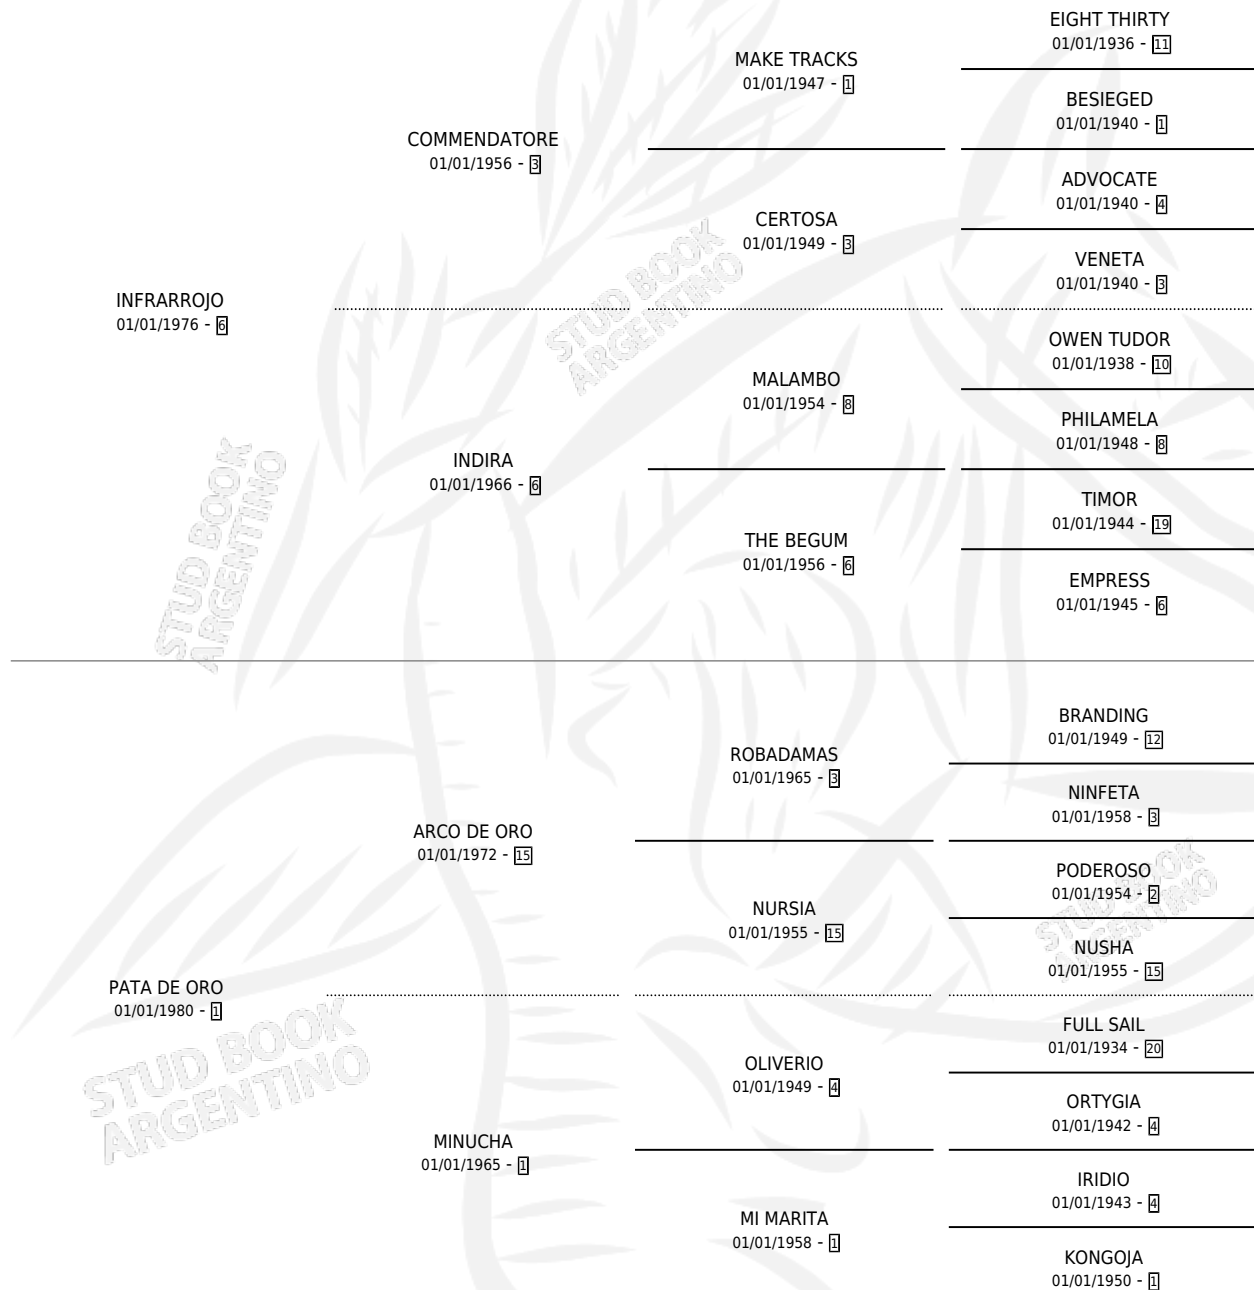 EIGHT THIRTY
01/01/1936 - 11
MAKE TRACKS
01/01/1947 - 1
BESIEGED
01/01/1940 - 1
COMMENDATORE
01/01/1956 - 3
ADVOCATE
01/01/1940 - 4
CERTOSA
01/01/1949 - 3
VENETA
01/01/1940 - 3
INFRARROJO
01/01/1976 - 6
OWEN TUDOR
01/01/1938 - 10
MALAMBO
01/01/1954 - 8
PHILAMELA
01/01/1948 - 8
INDIRA
01/01/1966 - 6
TIMOR
01/01/1944 - 19
THE BEGUM
01/01/1956 - 6
EMPRESS
01/01/1945 - 6
BRANDING
01/01/1949 - 12
ROBADAMAS
01/01/1965 - 3
NINFETA
01/01/1958 - 3
ARCO DE ORO
01/01/1972 - 15
PODEROSO
01/01/1954 - 2
NURSIA
01/01/1955 - 15
NUSHA
01/01/1955 - 15
PATA DE ORO
01/01/1980 - 1
FULL SAIL
01/01/1934 - 20
OLIVERIO
01/01/1949 - 4
ORTYGIA
01/01/1942 - 4
MINUCHA
01/01/1965 - 1
IRIDIO
01/01/1943 - 4
MI MARITA
01/01/1958 - 1
KONGOJA
01/01/1950 - 1
STUD BOOK
ARGENTINO
STUD BOOK
ARGENTINO
STUD BOOK
ARGENTINO
STUD BOOK
ARGENTINO